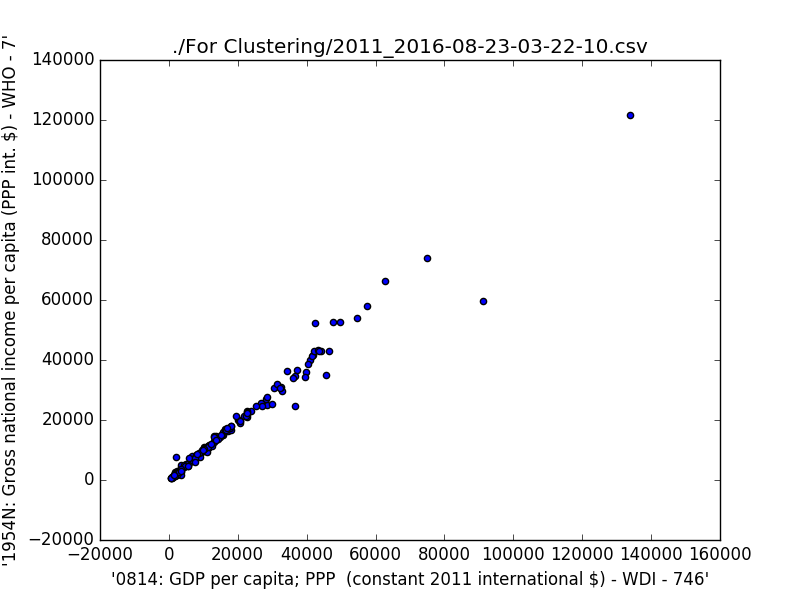 ./For Clustering/2011_2016-08-23-03-22-10.csv
'1954N: Gross national income per capita (PPP int. $) - WHO - 7'
140000
120000
100000
80000
60000
40000
20000
0
−20000
−20000 0 20000 40000 60000 80000 100000 120000 140000 160000
'0814: GDP per capita; PPP  (constant 2011 international $) - WDI - 746'